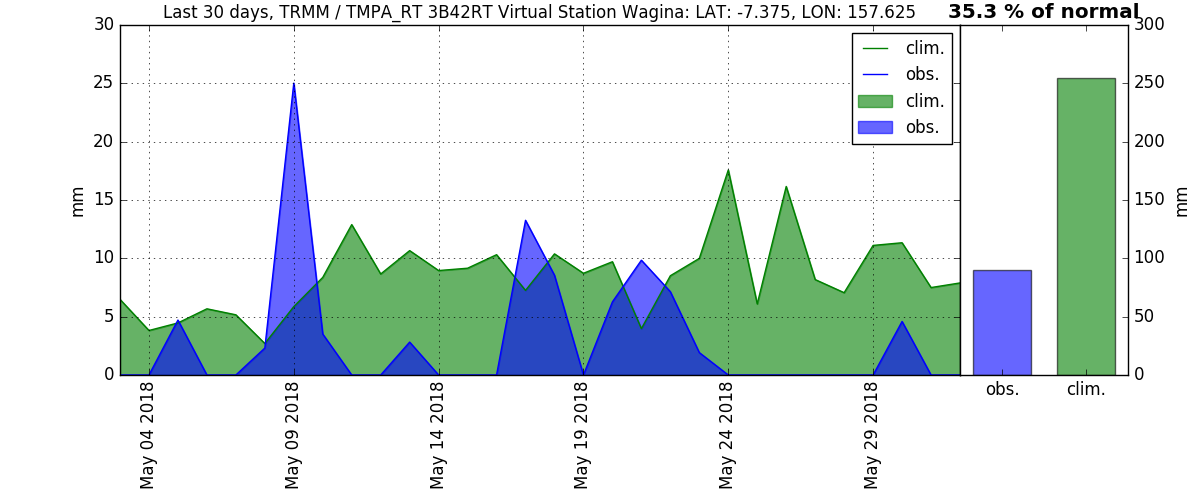 Last 30 days, TRMM / TMPA_RT 3B42RT Virtual Station Wagina: LAT: -7.375, LON: 157.625
35.3 % of normal
30
25
20
15
10
5
0
mm
clim.
obs.
clim.
obs.
May 04 2018
May 09 2018
May 14 2018
May 19 2018
May 24 2018
May 29 2018
300
250
200
150
100
50
0
mm
obs.
clim.